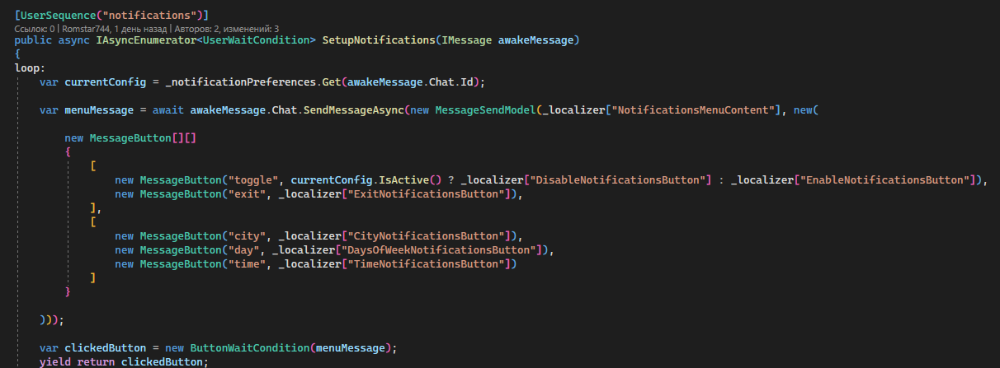 [UserSequence("notifications")]
Ссылок: 0 | Romstar744, 1 день назад | Авторов: 2, изменений: 3
public async IAsyncEnumerator<UserWaitCondition> SetupNotifications(IMessage awakeMessage)
{
loop:
var currentConfig = _notificationPreferences.Get(awakeMessage.Chat.Id);
var menuMessage = await awakeMessage.Chat.SendMessageAsync(new MessageSendModel(_localizer["NotificationsMenuContent"], new(
new MessageButton[][]
{
[
new MessageButton("toggle", currentConfig.IsActive() ? _localizer["DisableNotificationsButton"] : _localizer["EnableNotificationsButton"]),
new MessageButton("exit", _localizer["ExitNotificationsButton"]),
],
[
new MessageButton("city", _localizer["CityNotificationsButton"]),
new MessageButton("day", _localizer["DaysOfWeekNotificationsButton"]),
new MessageButton("time", _localizer["TimeNotificationsButton"])
]
}
)));
var clickedButton = new ButtonWaitCondition(menuMessage);
yield return clickedButton;